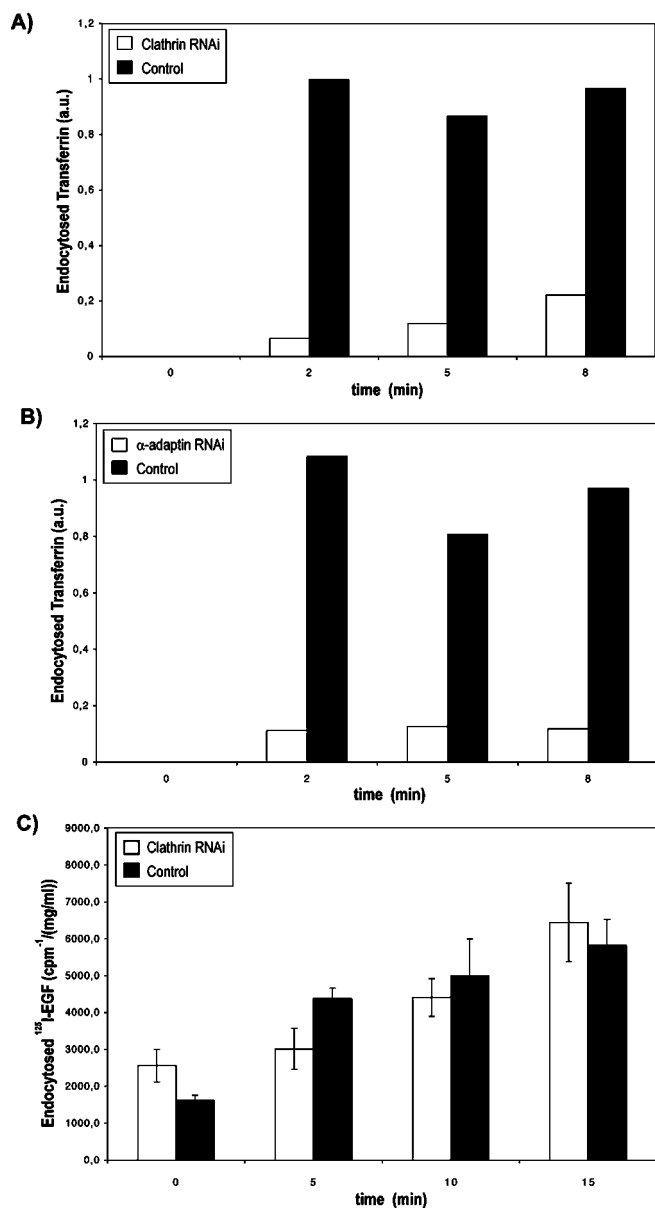 A)
1,2
1
0,8
0,6
0,4
0,2
0
Endocytosed Transferrin (a.u.)
Clathrin RNAi
Control
0 2 5 8
time (min)
B)
1,2
1
0,8
0,6
0,4
0,2
0
Endocytosed Transferrin (a.u.)
α-adaptin RNAi
Control
0 2 5 8
time (min)
C)
9000,0
8000,0
7000,0
6000,0
5000,0
4000,0
3000,0
2000,0
1000,0
0,0
Endocytosed ¹²⁵I-EGF (cpm⁻¹/(mg/ml))
Clathrin RNAi
Control
0 5 10 15
time (min)